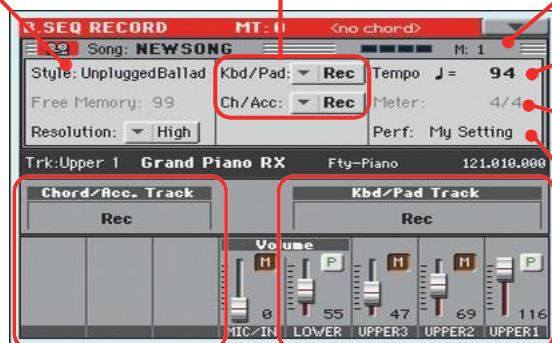 B.SEQ RECORD MT: 0 <no chord>
Song: NEWSONG M: 1
Style: UnpluggedBallad Kbd/Pad: Rec Tempo ♩ = 94
Free Memory: 99 Ch/Acc: Rec Meter: 4/4
Resolution: High Perf: My Setting
Trk:Upper 1 Grand Piano RX Fty-Piano 121.010.000
Chord/Acc. Track Kbd/Pad Track
Rec Rec
Volume
M P M M P
0 55 47 69 116
MIC/IN LOWER UPPER3 UPPER2 UPPER1